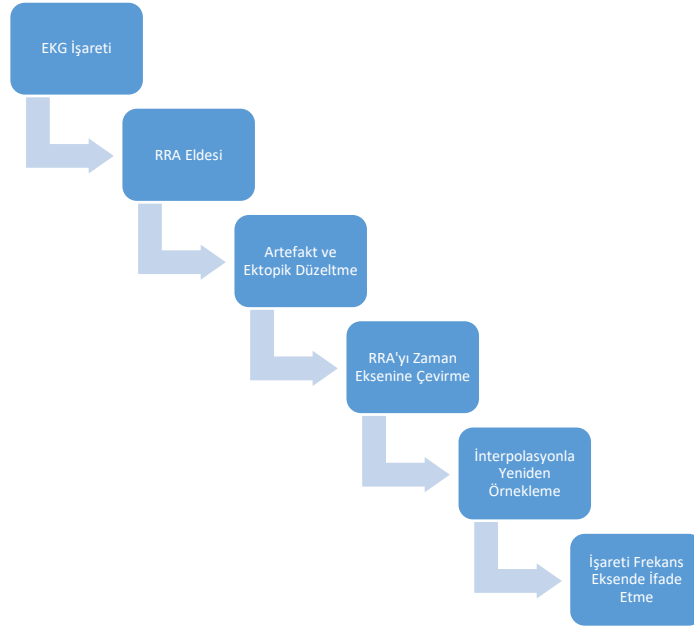 EKG İşareti
RRA Eldesi
Artefakt ve
Ektopik Düzeltme
RRA'yı Zaman
Eksenine Çevirme
İnterpolasyonla
Yeniden
Örnekleme
İşareti Frekans
Eksende İfade
Etme